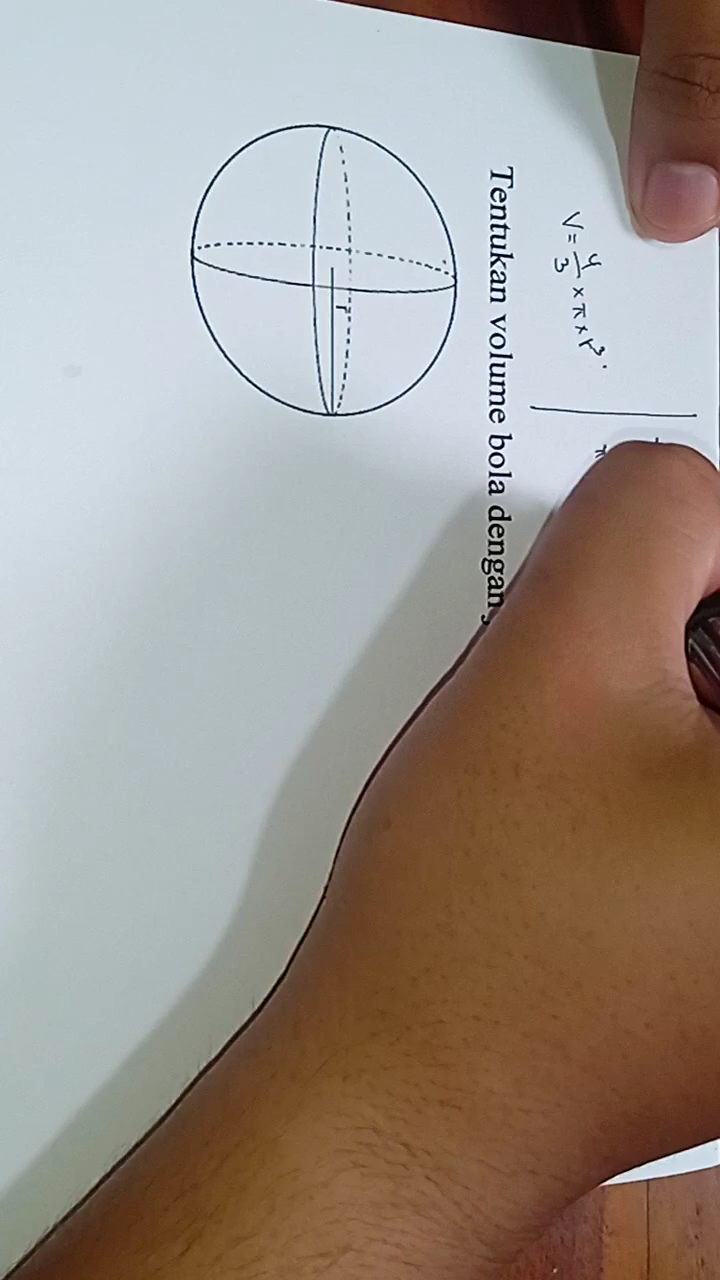 r
Tentukan volume bola dengan
V = 4/3 × π × r³.
π